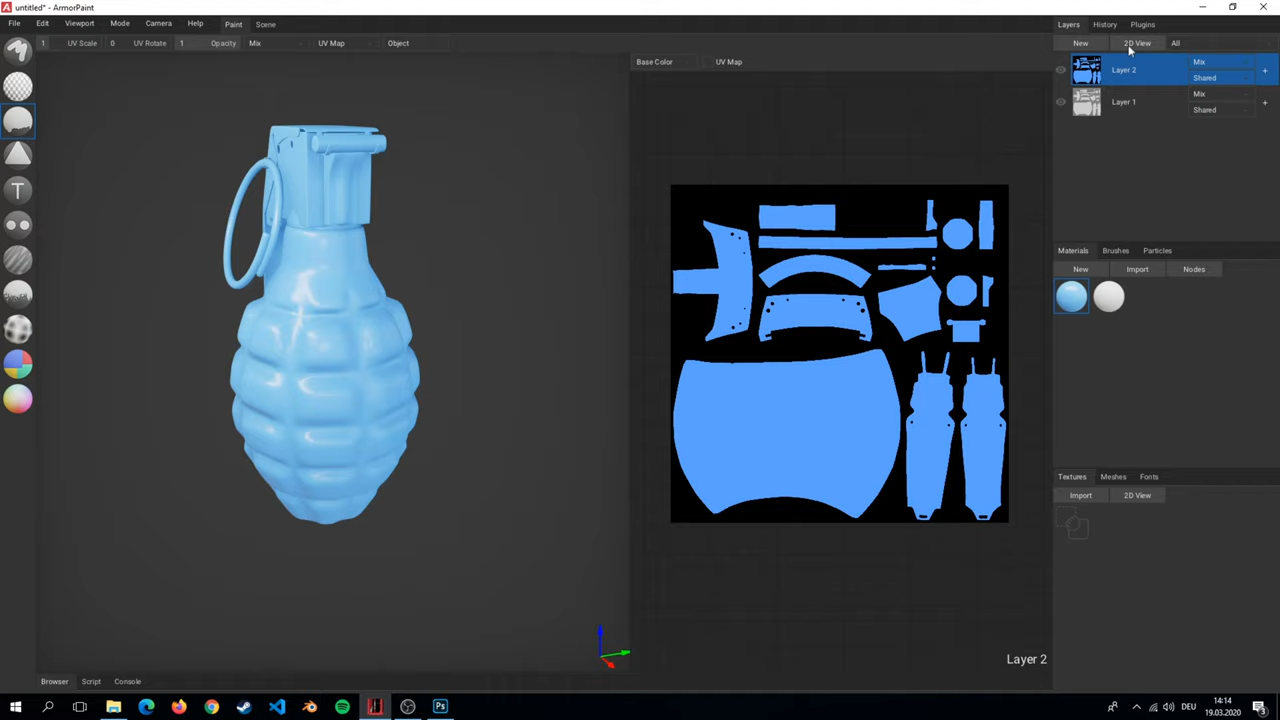 untitled* - ArmorPaint
File Edit Viewport Mode Camera Help Paint Scene
1 UV Scale 0 UV Rotate 1 Opacity Mix UV Map Object
Base Color UV Map
Layers History Plugins
New 2D View All
Layer 2 Mix Shared
Layer 1 Mix Shared
Materials Brushes Particles
New Import Nodes
Textures Meshes Fonts
Import 2D View
T
Layer 2
Browser Script Console
Ps
DEU
14:14
19.03.2020